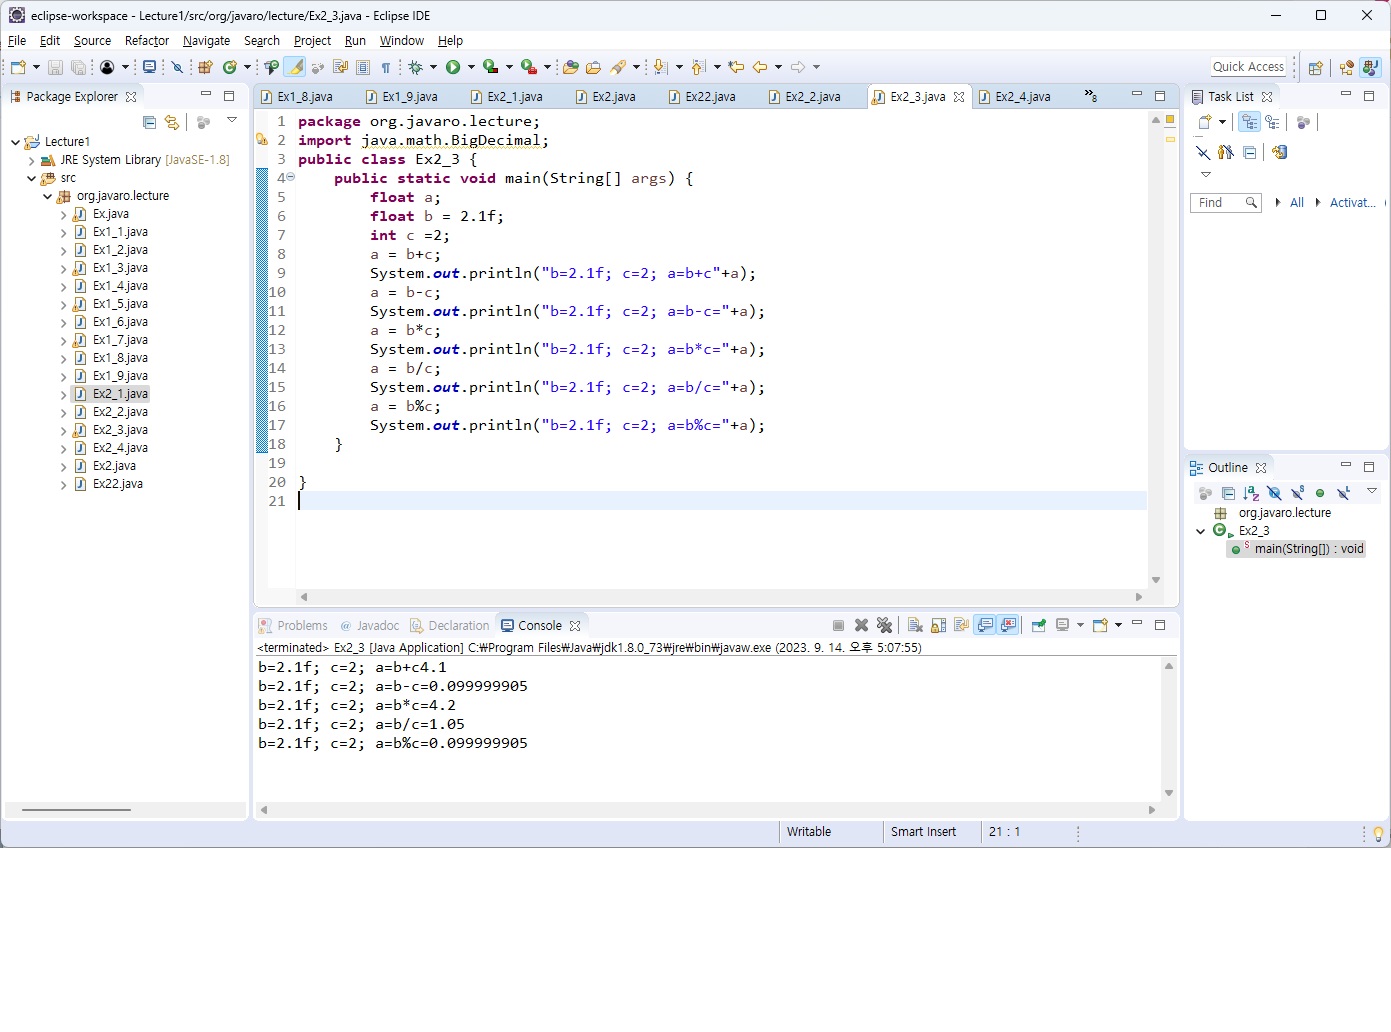 eclipse-workspace - Lecture1/src/org/javaro/lecture/Ex2_3.java - Eclipse IDE
File Edit Source Refactor Navigate Search Project Run Window Help
Quick Access
Package Explorer
Lecture1
JRE System Library [JavaSE-1.8]
src
org.javaro.lecture
Ex.java
Ex1_1.java
Ex1_2.java
Ex1_3.java
Ex1_4.java
Ex1_5.java
Ex1_6.java
Ex1_7.java
Ex1_8.java
Ex1_9.java
Ex2_1.java
Ex2_2.java
Ex2_3.java
Ex2_4.java
Ex2.java
Ex22.java
Ex1_8.java Ex1_9.java Ex2_1.java Ex2.java Ex22.java Ex2_2.java Ex2_3.java Ex2_4.java »8
1 package org.javaro.lecture;
2 import java.math.BigDecimal;
3 public class Ex2_3 {
4 public static void main(String[] args) {
5 float a;
6 float b = 2.1f;
7 int c =2;
8 a = b+c;
9 System.out.println("b=2.1f; c=2; a=b+c"+a);
10 a = b-c;
11 System.out.println("b=2.1f; c=2; a=b-c="+a);
12 a = b*c;
13 System.out.println("b=2.1f; c=2; a=b*c="+a);
14 a = b/c;
15 System.out.println("b=2.1f; c=2; a=b/c="+a);
16 a = b%c;
17 System.out.println("b=2.1f; c=2; a=b%c="+a);
18 }
19
20 }
21
Task List
Find All Activat...
Outline
org.javaro.lecture
Ex2_3
main(String[]) : void
Problems Javadoc Declaration Console
<terminated> Ex2_3 [Java Application] C:₩Program Files₩Java₩jdk1.8.0_73₩jre₩bin₩javaw.exe (2023. 9. 14. 오후 5:07:55)
b=2.1f; c=2; a=b+c4.1
b=2.1f; c=2; a=b-c=0.099999905
b=2.1f; c=2; a=b*c=4.2
b=2.1f; c=2; a=b/c=1.05
b=2.1f; c=2; a=b%c=0.099999905
Writable Smart Insert 21 : 1